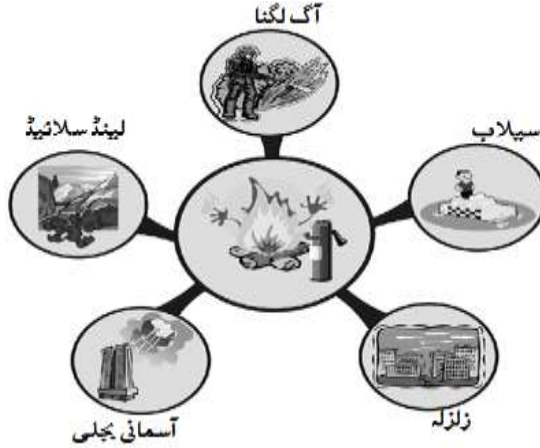 آگ لگنا
سیلاب
لینڈ سلائیڈ
زلزلہ
آسمانی بجلی